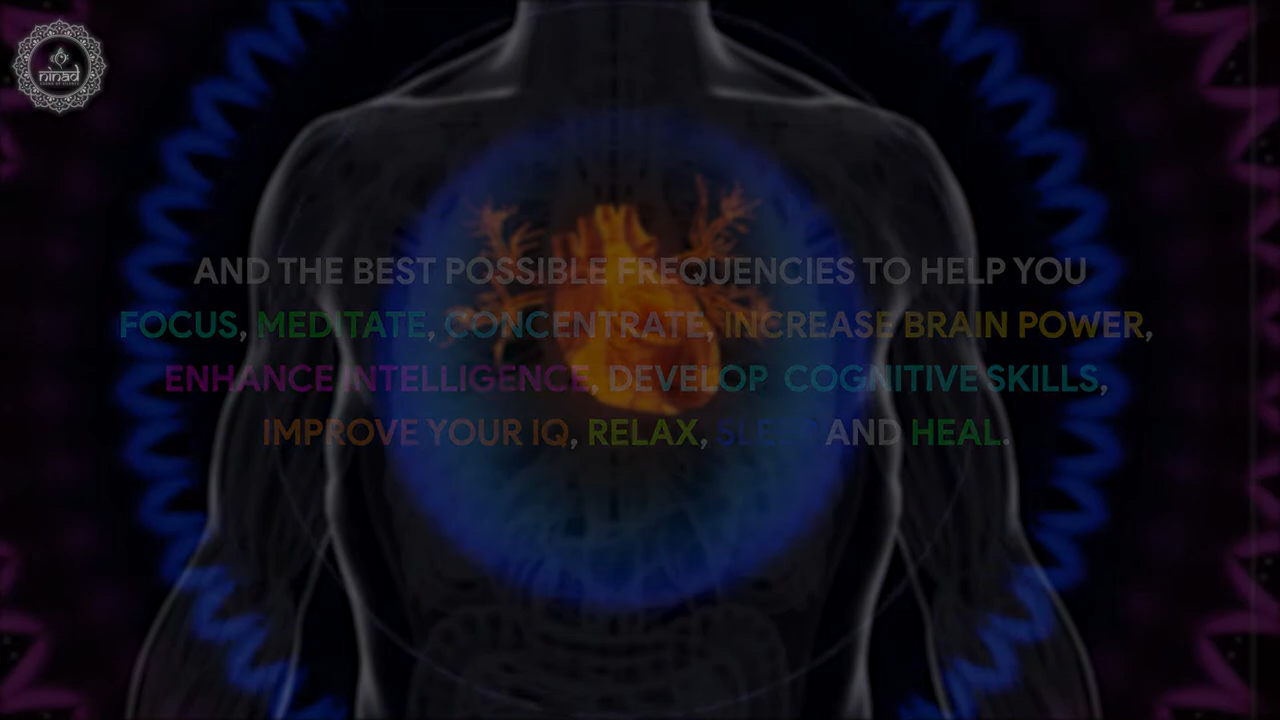 ninad
AND THE BEST POSSIBLE FREQUENCIES TO HELP YOU
FOCUS, MEDITATE, CONCENTRATE, INCREASE BRAIN POWER,
ENHANCE INTELLIGENCE, DEVELOP COGNITIVE SKILLS,
IMPROVE YOUR IQ, RELAX, SLEEP AND HEAL.